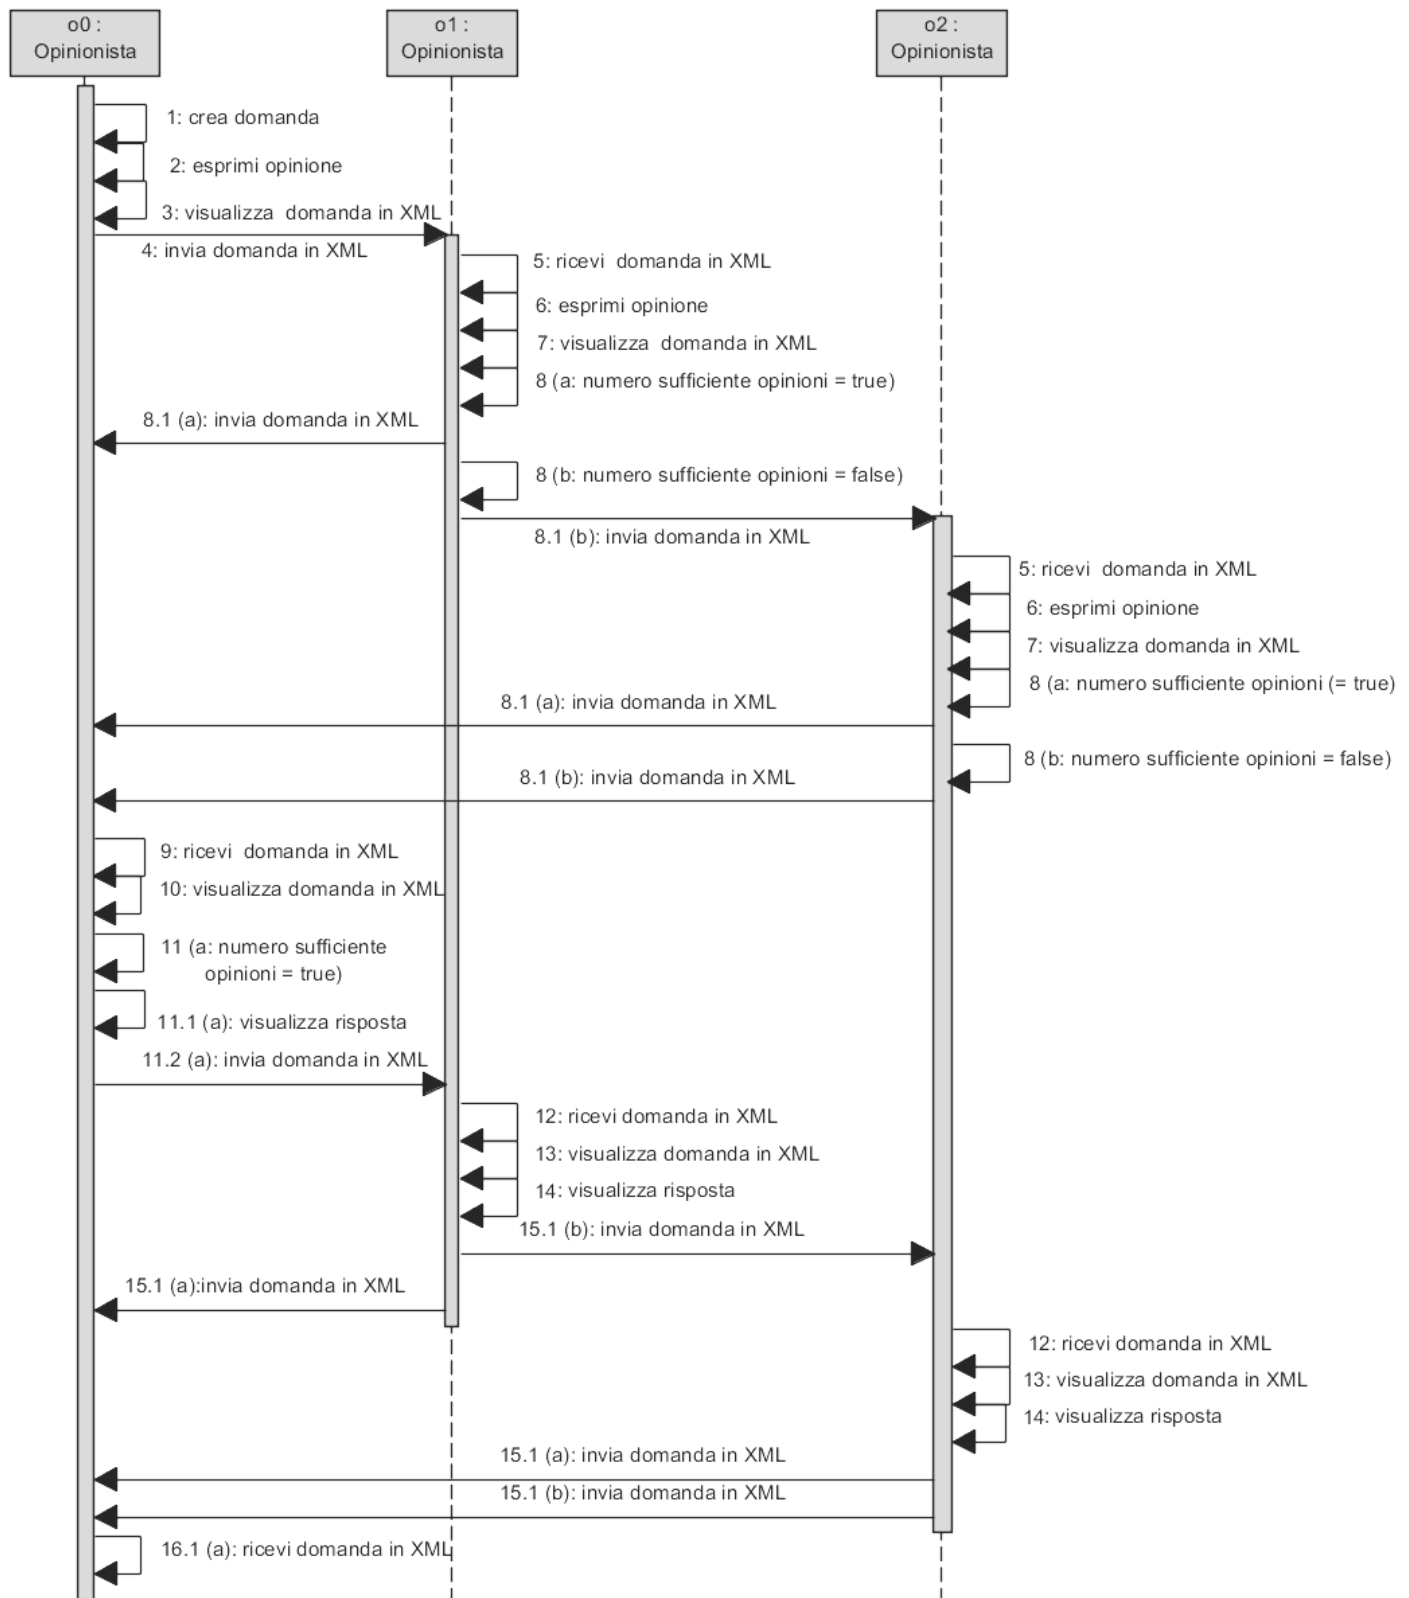 o0 :
Opinionista
o1 :
Opinionista
o2 :
Opinionista
1: crea domanda
2: esprimi opinione
3: visualizza  domanda in XML
4: invia domanda in XML
5: ricevi  domanda in XML
6: esprimi opinione
7: visualizza  domanda in XML
8 (a: numero sufficiente opinioni = true)
8.1 (a): invia domanda in XML
8 (b: numero sufficiente opinioni = false)
8.1 (b): invia domanda in XML
5: ricevi  domanda in XML
6: esprimi opinione
7: visualizza domanda in XML
8 (a: numero sufficiente opinioni (= true)
8.1 (a): invia domanda in XML
8 (b: numero sufficiente opinioni = false)
8.1 (b): invia domanda in XML
9: ricevi  domanda in XML
10: visualizza domanda in XML
11 (a: numero sufficiente
opinioni = true)
11.1 (a): visualizza risposta
11.2 (a): invia domanda in XML
12: ricevi domanda in XML
13: visualizza domanda in XML
14: visualizza risposta
15.1 (b): invia domanda in XML
15.1 (a):invia domanda in XML
12: ricevi domanda in XML
13: visualizza domanda in XML
14: visualizza risposta
15.1 (a): invia domanda in XML
15.1 (b): invia domanda in XML
16.1 (a): ricevi domanda in XML